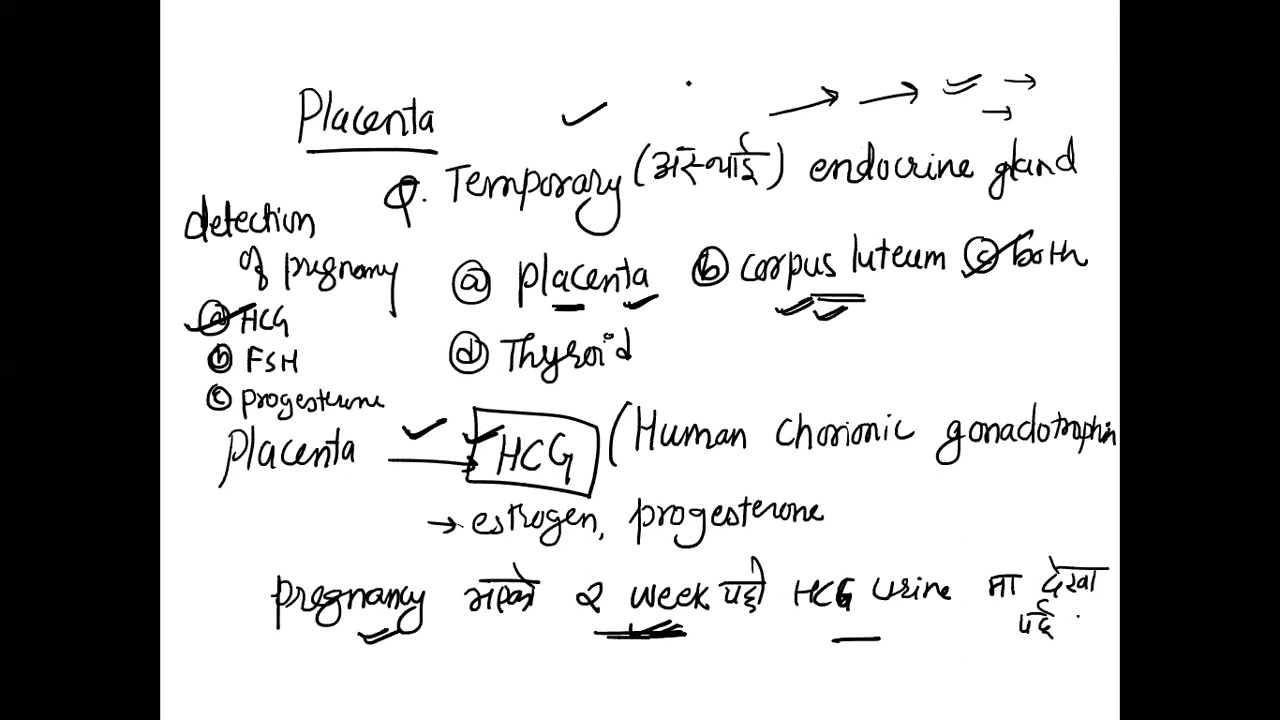 Placenta
Q. Temporary (अस्थाई) endocrine gland
(a) placenta (b) corpus luteum (c) both
(d) Thyroid
detection
of pregnancy
(a) HCG
(b) FSH
(c) progesterone
Placenta → HCG (Human chorionic gonadotrophin
→ estrogen, progesterone
pregnancy भएको २ week पछी HCG urine मा देखा
पर्छ